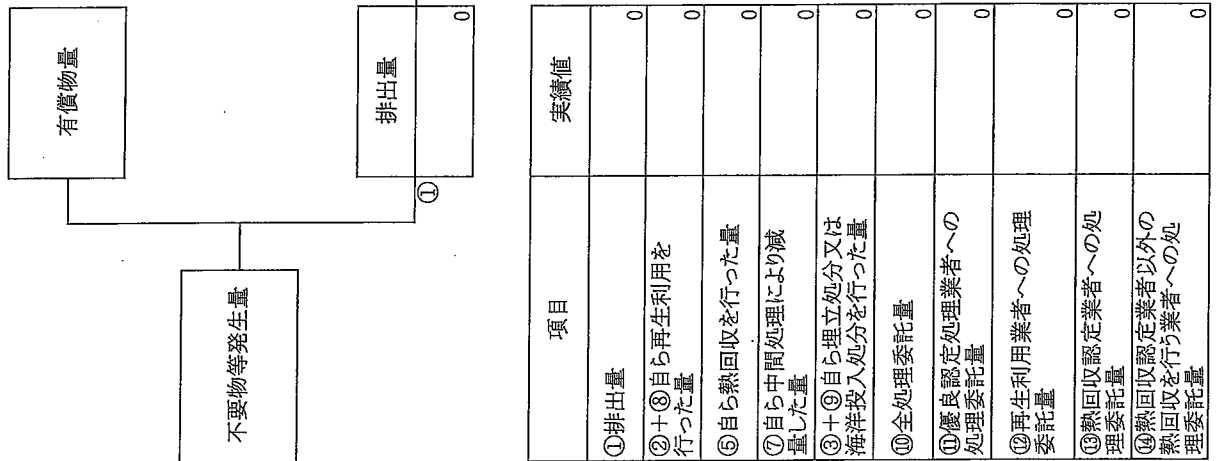 有償物量
不要物等発生量
排出量
①
0
項目
実績値
①排出量
0
②+⑧自ら再生利用を
行った量
0
⑤自ら熱回収を行った量
0
⑦自ら中間処理により減
量した量
0
③+⑨自ら埋立処分又は
海洋投入処分を行った量
0
⑩全処理委託量
0
⑪優良認定処理業者への
処理委託量
0
⑫再生利用業者への処理
委託量
0
⑬熱回収認定業者への処
理委託量
0
⑭熱回収認定業者以外の
熱回収を行う業者への処
理委託量
0